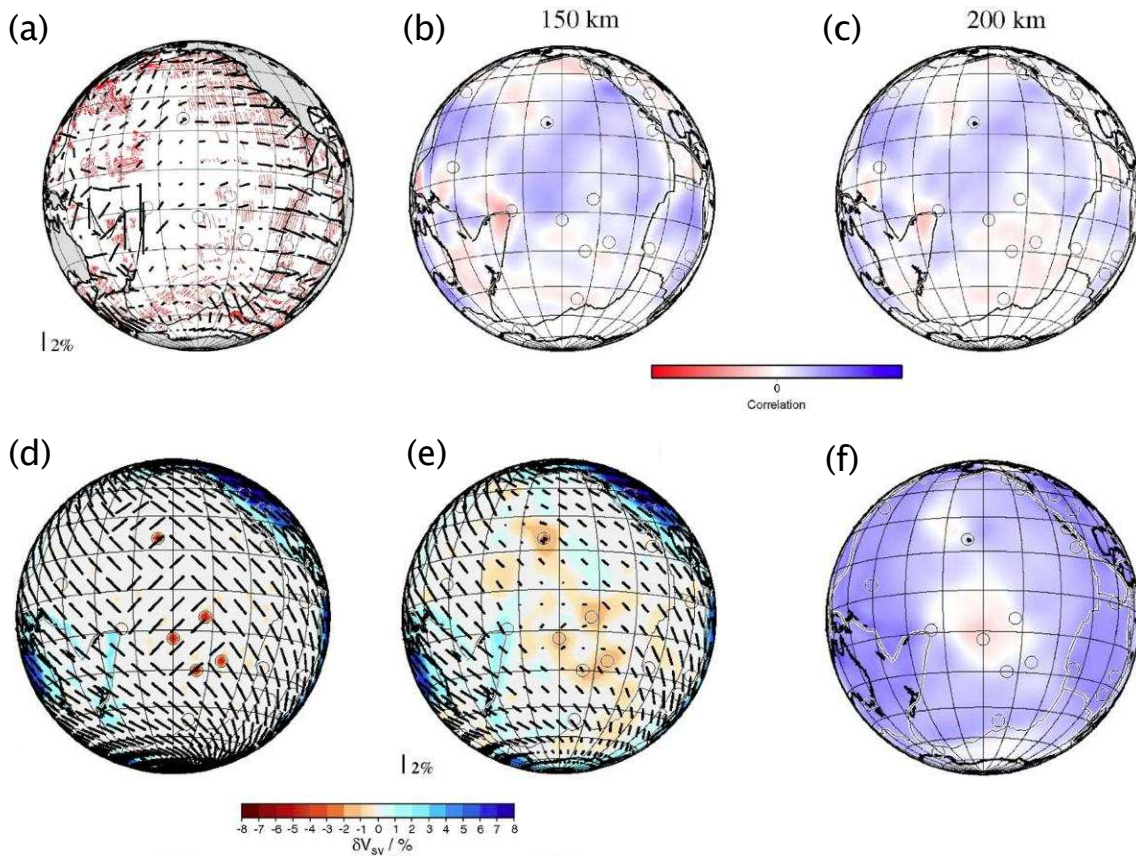 (a)
(b)
150 km
(c)
200 km
2%
0
Correlation
(d)
(e)
(f)
2%
-8 -7 -6 -5 -4 -3 -2 -1 0 1 2 3 4 5 6 7 8
δVsv / %